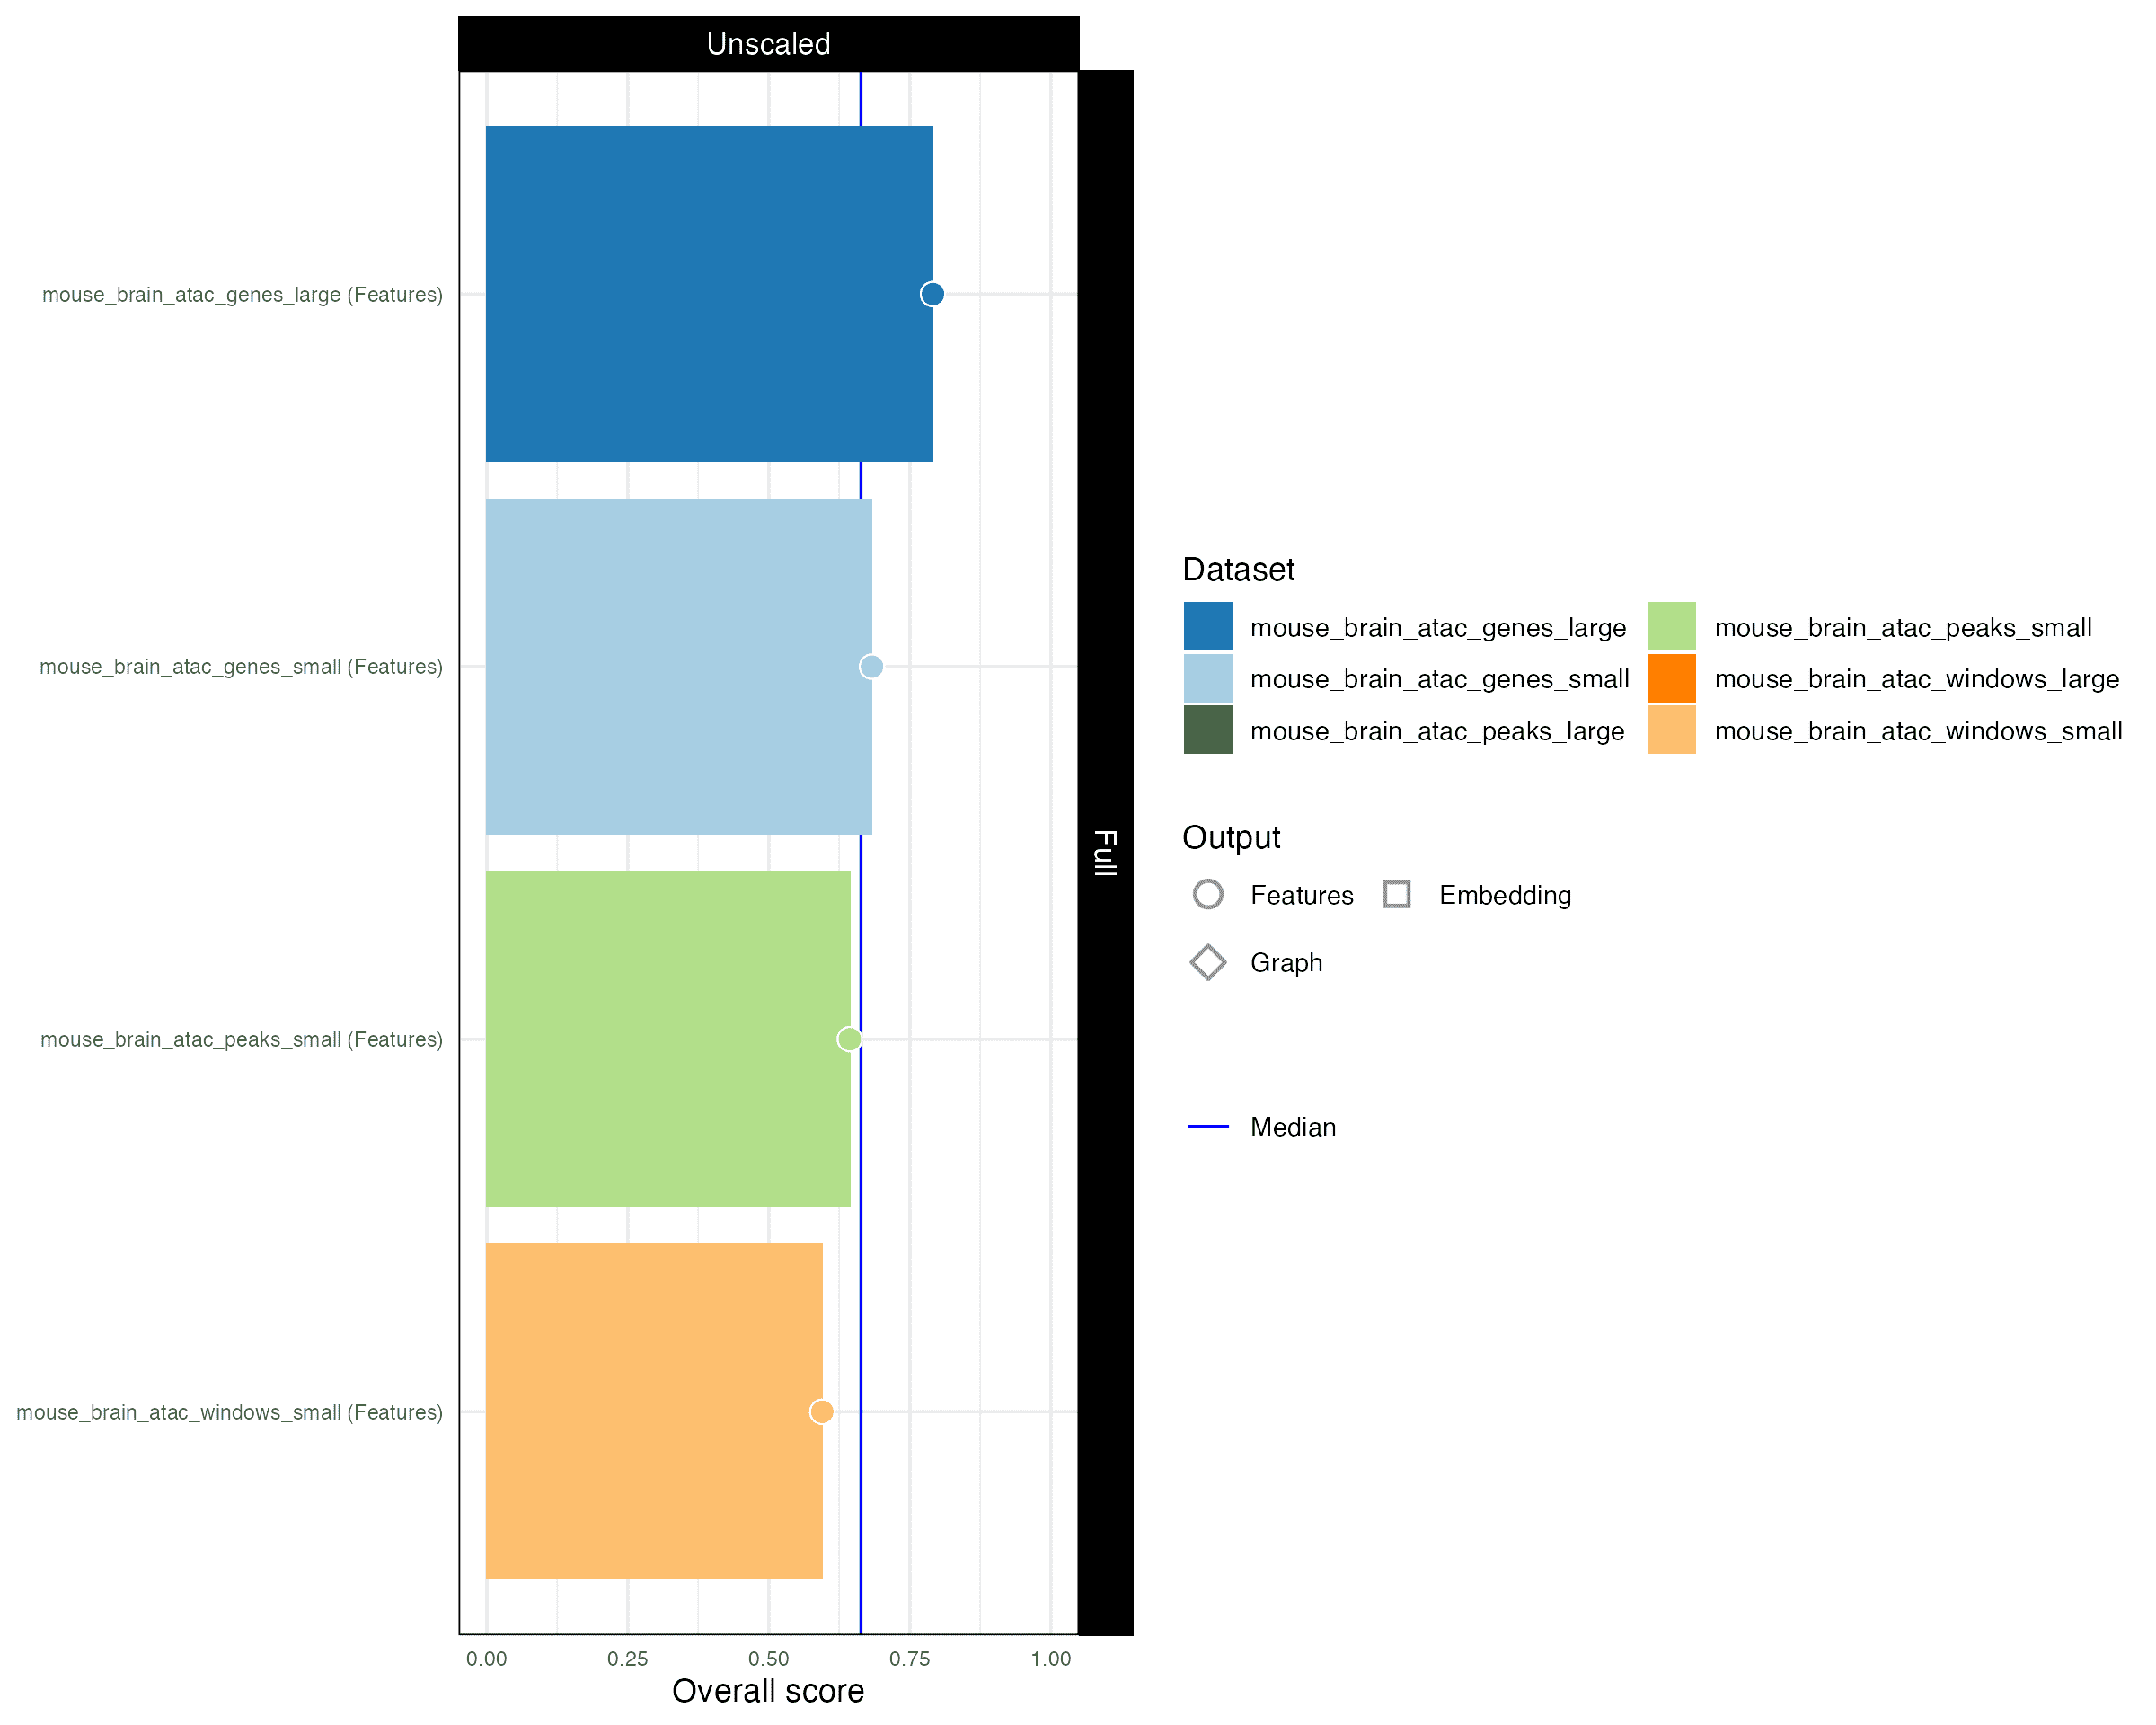 Unscaled
Full
mouse_brain_atac_genes_large (Features)
mouse_brain_atac_genes_small (Features)
mouse_brain_atac_peaks_small (Features)
mouse_brain_atac_windows_small (Features)
0.00 0.25 0.50 0.75 1.00
Overall score
Dataset
mouse_brain_atac_genes_large mouse_brain_atac_peaks_small
mouse_brain_atac_genes_small mouse_brain_atac_windows_large
mouse_brain_atac_peaks_large mouse_brain_atac_windows_small
Output
Features Embedding
Graph
Median